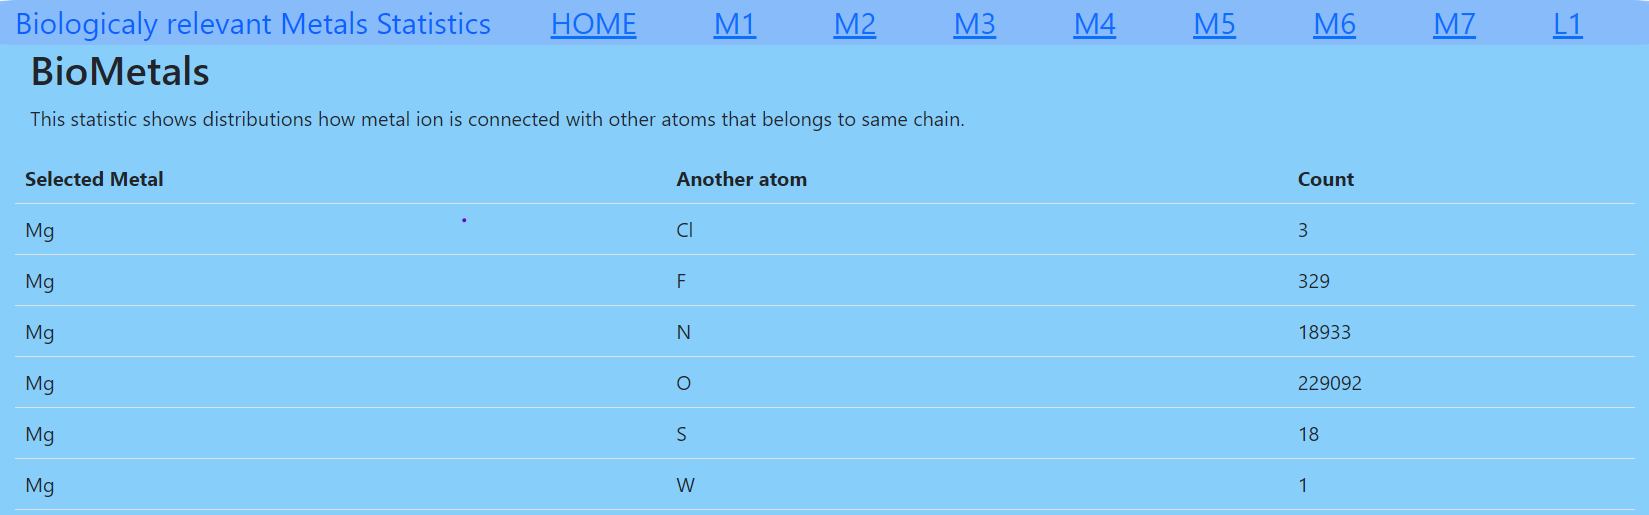 Biologicaly relevant Metals Statistics HOME M1 M2 M3 M4 M5 M6 M7 L1
BioMetals
This statistic shows distributions how metal ion is connected with other atoms that belongs to same chain.
Selected Metal Another atom Count
Mg Cl 3
Mg F 329
Mg N 18933
Mg O 229092
Mg S 18
Mg W 1